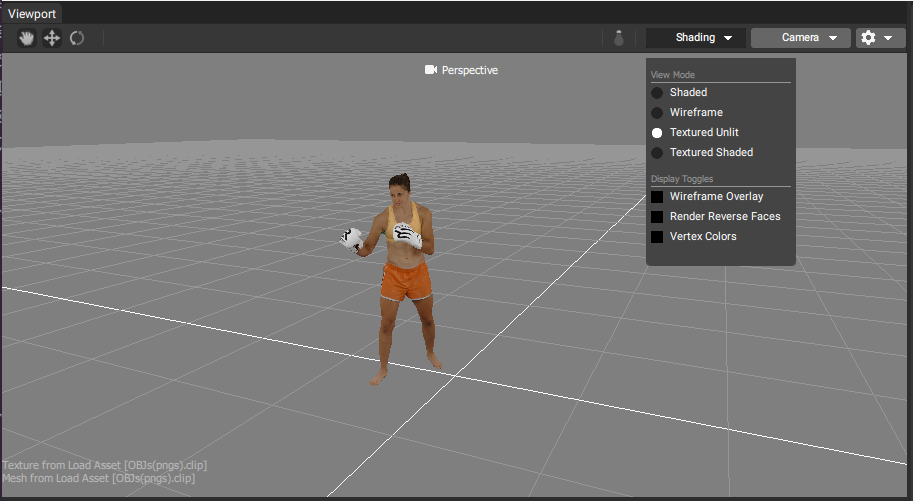 Viewport
Shading
Camera
Perspective
View Mode
Shaded
Wireframe
Textured Unlit
Textured Shaded
Display Toggles
Wireframe Overlay
Render Reverse Faces
Vertex Colors
Texture from Load Asset [OBJs(pngs).clip]
Mesh from Load Asset [OBJs(pngs).clip]